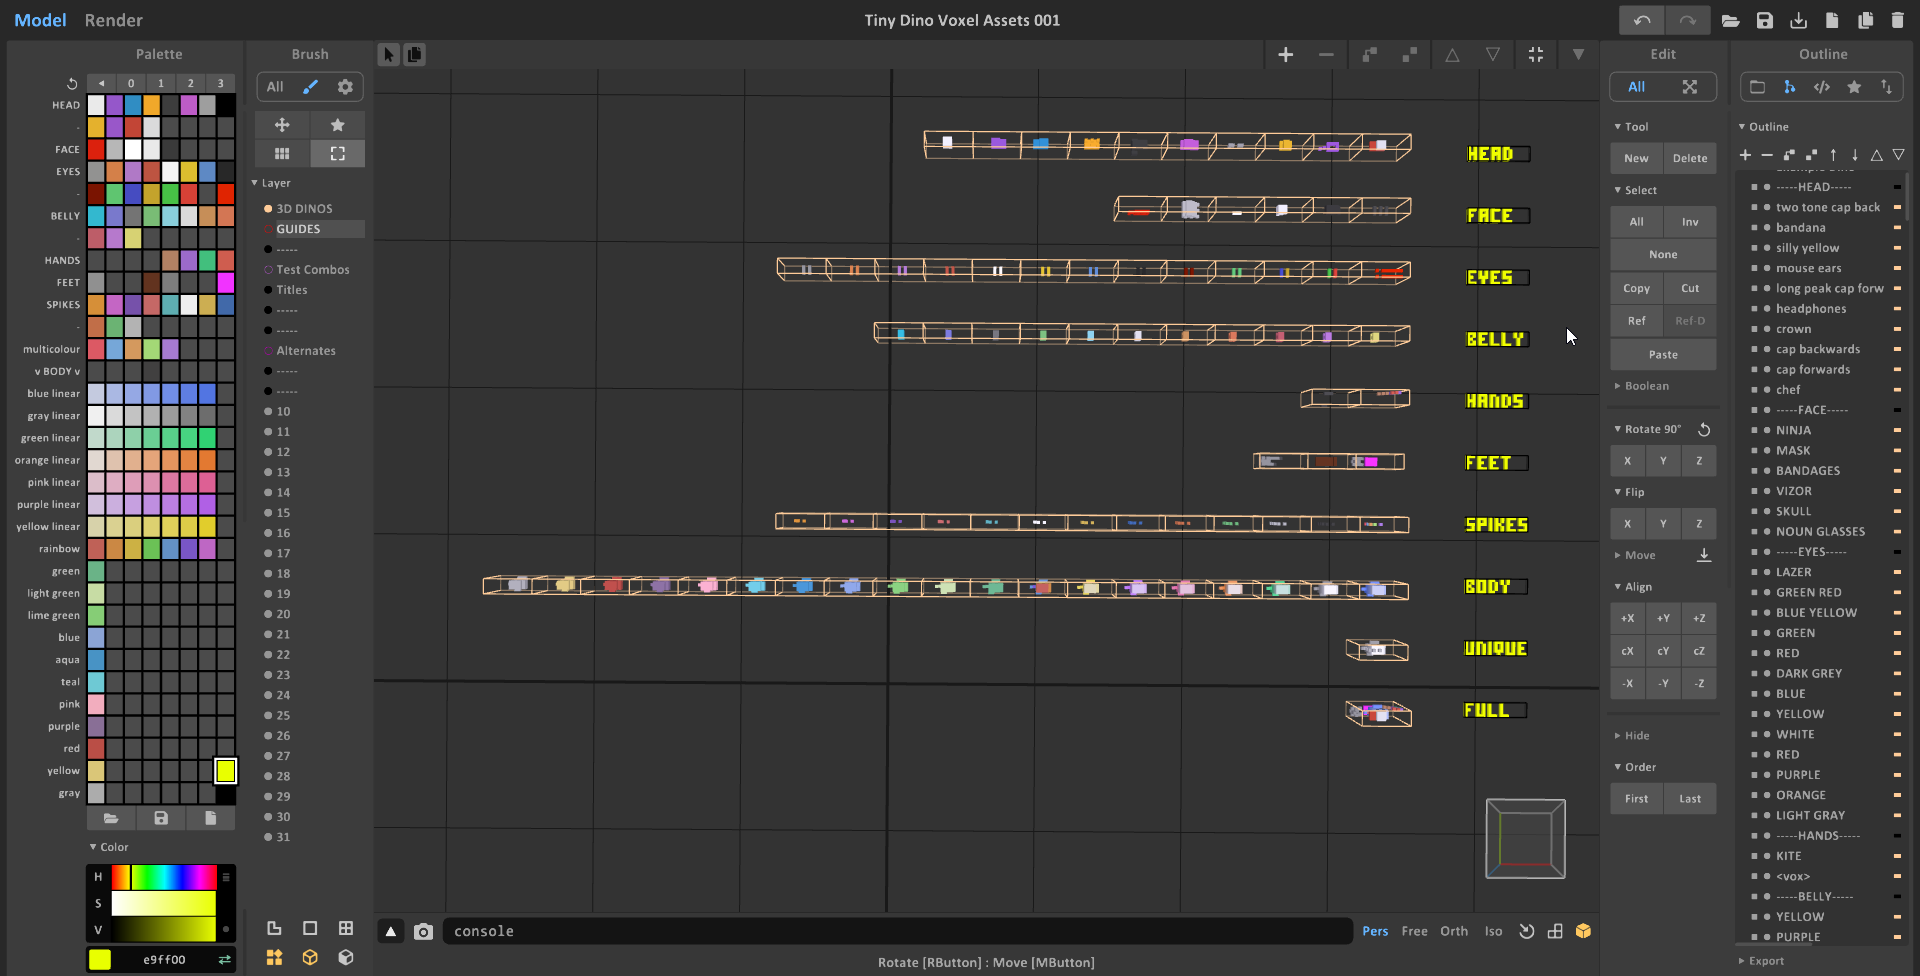 Model Render
Tiny Dino Voxel Assets 001
Palette
0 1 2 3
HEAD
-
FACE
EYES
-
BELLY
-
HANDS
FEET
SPIKES
-
multicolour
v BODY v
blue linear
gray linear
green linear
orange linear
pink linear
purple linear
yellow linear
rainbow
green
light green
lime green
blue
aqua
teal
pink
purple
red
yellow
gray
Color
H
S
V
e9ff00
Brush
All
Layer
3D DINOS
GUIDES
-----
Test Combos
Titles
-----
-----
Alternates
-----
-----
10
11
12
13
14
15
16
17
18
19
20
21
22
23
24
25
26
27
28
29
30
31
HEAD
FACE
EYES
BELLY
HANDS
FEET
SPIKES
BODY
UNIQUE
FULL
console
Pers Free Orth Iso
Rotate [RButton] : Move [MButton]
Edit
All
Tool
New Delete
Select
All Inv
None
Copy Cut
Ref Ref-D
Paste
Boolean
Rotate 90°
X Y Z
Flip
X Y Z
Move
Align
+X +Y +Z
cX cY cZ
-X -Y -Z
Hide
Order
First Last
Outline
Outline
-----HEAD-----
two tone cap back
bandana
silly yellow
mouse ears
long peak cap forw
headphones
crown
cap backwards
cap forwards
chef
-----FACE-----
NINJA
MASK
BANDAGES
VIZOR
SKULL
NOUN GLASSES
-----EYES-----
LAZER
GREEN RED
BLUE YELLOW
GREEN
RED
DARK GREY
BLUE
YELLOW
WHITE
RED
PURPLE
ORANGE
LIGHT GRAY
-----HANDS-----
KITE
<vox>
-----BELLY-----
YELLOW
PURPLE
Export